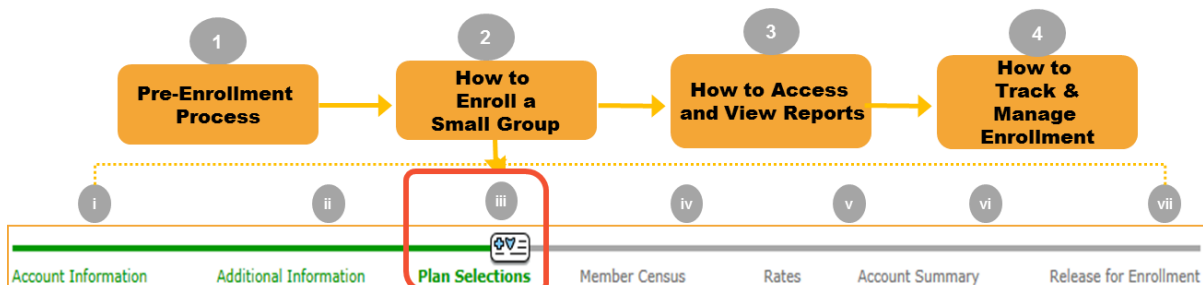 1
2
3
4
Pre-Enrollment
Process
How to
Enroll a
Small Group
How to Access
and View Reports
How to
Track &
Manage
Enrollment
i
ii
iii
iv
v
vi
vii
Account Information
Additional Information
Plan Selections
Member Census
Rates
Account Summary
Release for Enrollment